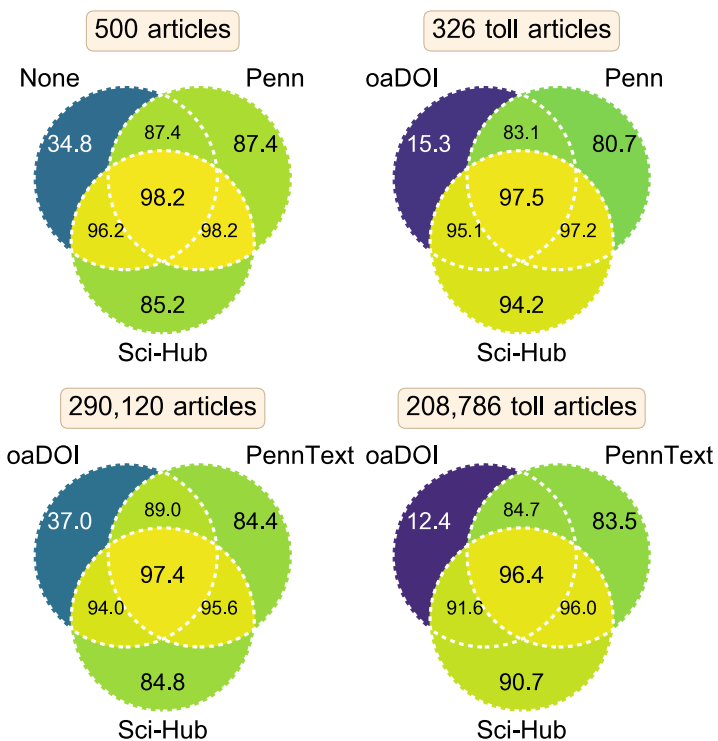 500 articles
None
Penn
34.8
87.4
87.4
98.2
96.2
98.2
85.2
Sci-Hub
326 toll articles
oaDOI
Penn
15.3
83.1
80.7
97.5
95.1
97.2
94.2
Sci-Hub
290,120 articles
oaDOI
PennText
37.0
89.0
84.4
97.4
94.0
95.6
84.8
Sci-Hub
208,786 toll articles
oaDOI
PennText
12.4
84.7
83.5
96.4
91.6
96.0
90.7
Sci-Hub